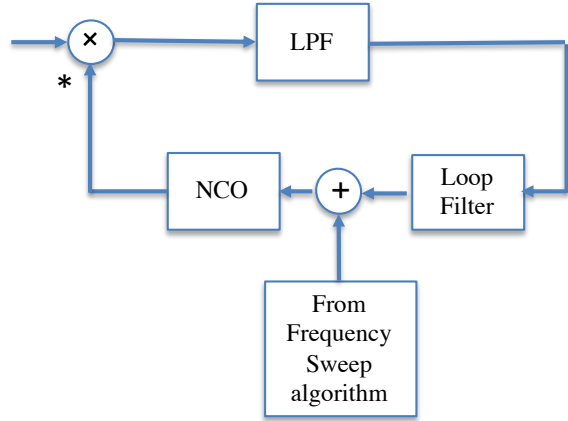 ×
LPF
*
NCO
+
Loop
Filter
From
Frequency
Sweep
algorithm